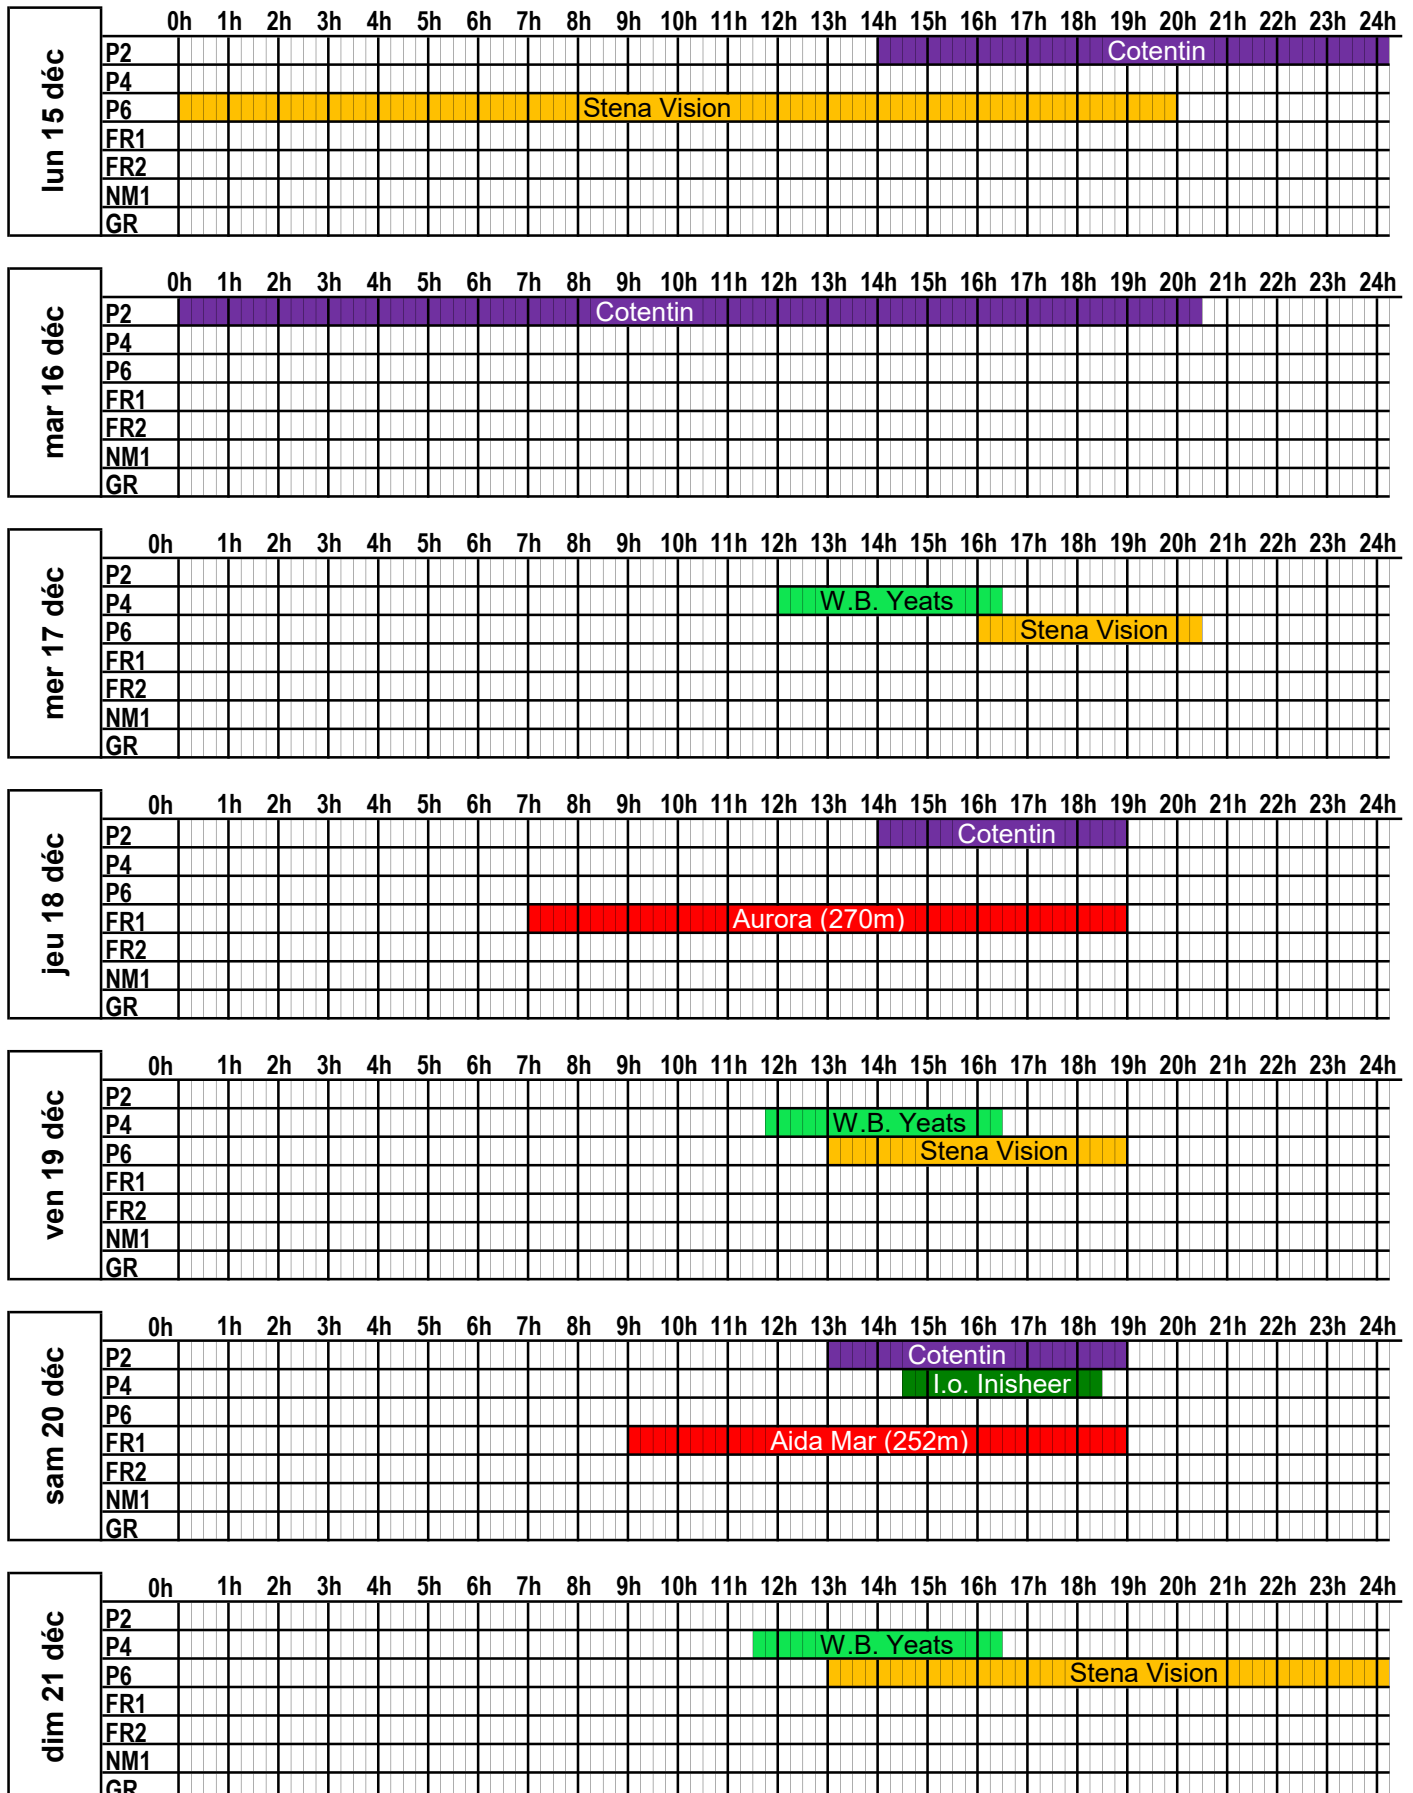 0h 1h 2h 3h 4h 5h 6h 7h 8h 9h 10h 11h 12h 13h 14h 15h 16h 17h 18h 19h 20h 21h 22h 23h 24h
lun 15 déc
P2 Cotentin
P4
P6 Stena Vision
FR1
FR2
NM1
GR
0h 1h 2h 3h 4h 5h 6h 7h 8h 9h 10h 11h 12h 13h 14h 15h 16h 17h 18h 19h 20h 21h 22h 23h 24h
mar 16 déc
P2 Cotentin
P4
P6
FR1
FR2
NM1
GR
0h 1h 2h 3h 4h 5h 6h 7h 8h 9h 10h 11h 12h 13h 14h 15h 16h 17h 18h 19h 20h 21h 22h 23h 24h
mer 17 déc
P2
P4 W.B. Yeats
P6 Stena Vision
FR1
FR2
NM1
GR
0h 1h 2h 3h 4h 5h 6h 7h 8h 9h 10h 11h 12h 13h 14h 15h 16h 17h 18h 19h 20h 21h 22h 23h 24h
jeu 18 déc
P2 Cotentin
P4
P6
FR1 Aurora (270m)
FR2
NM1
GR
0h 1h 2h 3h 4h 5h 6h 7h 8h 9h 10h 11h 12h 13h 14h 15h 16h 17h 18h 19h 20h 21h 22h 23h 24h
ven 19 déc
P2
P4 W.B. Yeats
P6 Stena Vision
FR1
FR2
NM1
GR
0h 1h 2h 3h 4h 5h 6h 7h 8h 9h 10h 11h 12h 13h 14h 15h 16h 17h 18h 19h 20h 21h 22h 23h 24h
sam 20 déc
P2 Cotentin
P4 I.o. Inisheer
P6
FR1 Aida Mar (252m)
FR2
NM1
GR
0h 1h 2h 3h 4h 5h 6h 7h 8h 9h 10h 11h 12h 13h 14h 15h 16h 17h 18h 19h 20h 21h 22h 23h 24h
dim 21 déc
P2
P4 W.B. Yeats
P6 Stena Vision
FR1
FR2
NM1
GR